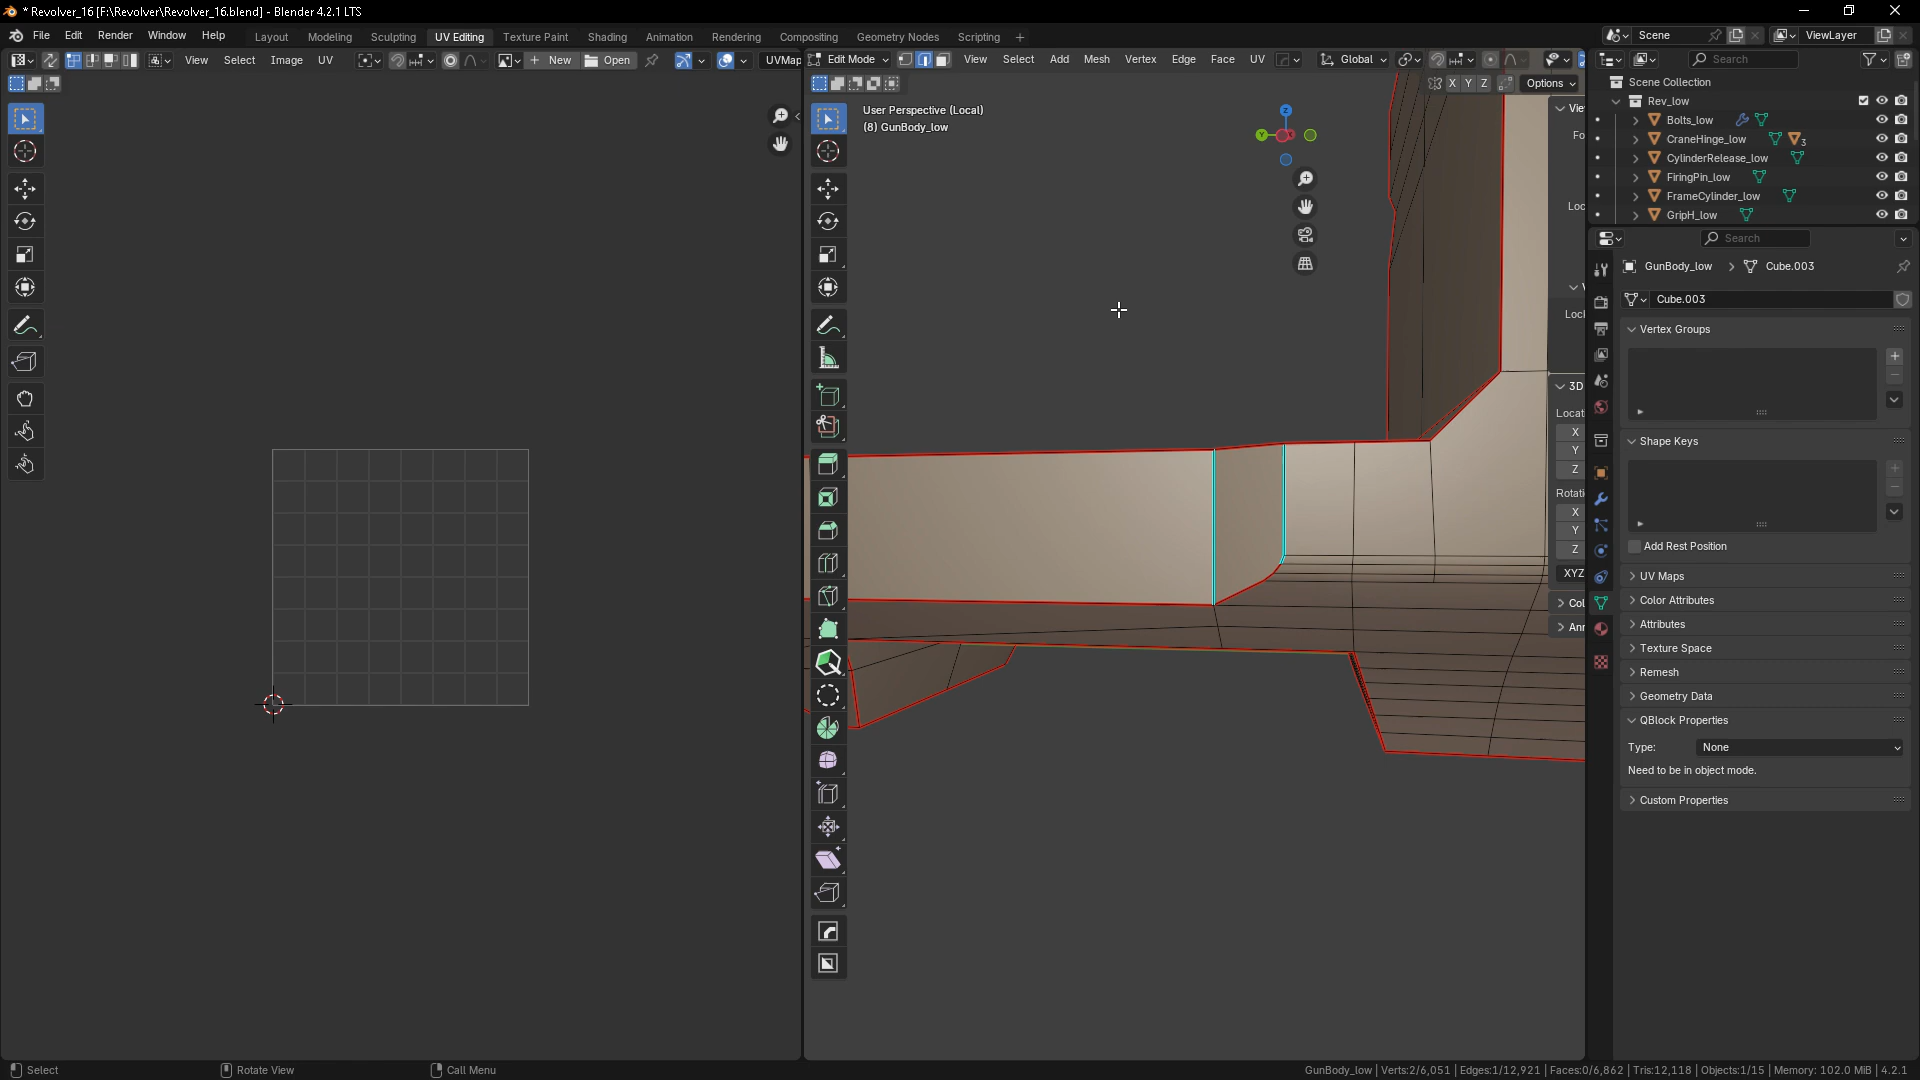 * Revolver_16 [F:\Revolver\Revolver_16.blend] - Blender 4.2.1 LTS
File Edit Render Window Help Layout Modeling Sculpting UV Editing Texture Paint Shading Animation Rendering Compositing Geometry Nodes Scripting + Scene ViewLayer
View Select Image UV New Open UVMap Edit Mode View Select Add Mesh Vertex Edge Face UV Global Search
X Y Z Options
Scene Collection
Rev_low
Bolts_low
CraneHinge_low 3
CylinderRelease_low
FiringPin_low
FrameCylinder_low
GripH_low
User Perspective (Local)
(8) GunBody_low
Z
Y
Vie
Fo
Loc
Lock
3D
Locati
X
Y
Z
Rotati
X
Y
Z
XYZ
Col
Ann
Search
GunBody_low Cube.003
Cube.003
Vertex Groups
Shape Keys
Add Rest Position
UV Maps
Color Attributes
Attributes
Texture Space
Remesh
Geometry Data
QBlock Properties
Type: None
Need to be in object mode.
Custom Properties
Select Rotate View Call Menu GunBody_low | Verts:2/6,051 | Edges:1/12,921 | Faces:0/6,862 | Tris:12,118 | Objects:1/15 | Memory: 102.0 MiB | 4.2.1